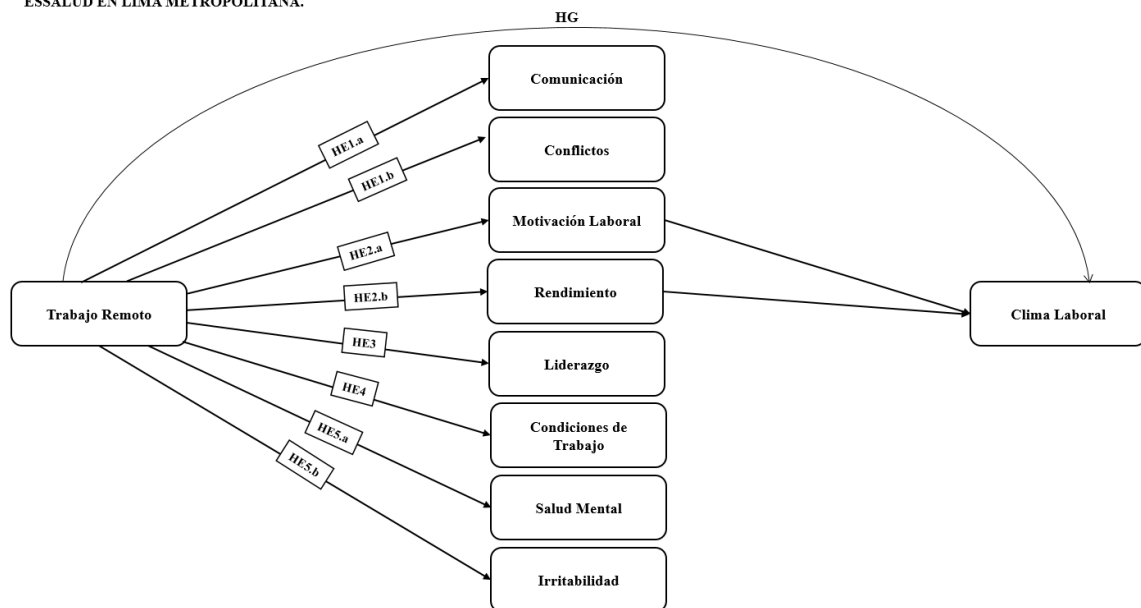 ESSALUD EN LIMA METROPOLITANA.
HG
Comunicación
HE1.a
Conflictos
HE1.b
Motivación Laboral
HE2.a
Rendimiento
HE2.b
Trabajo Remoto
Clima Laboral
HE3
Liderazgo
HE4
Condiciones de
Trabajo
HE5.a
Salud Mental
HE5.b
Irritabilidad